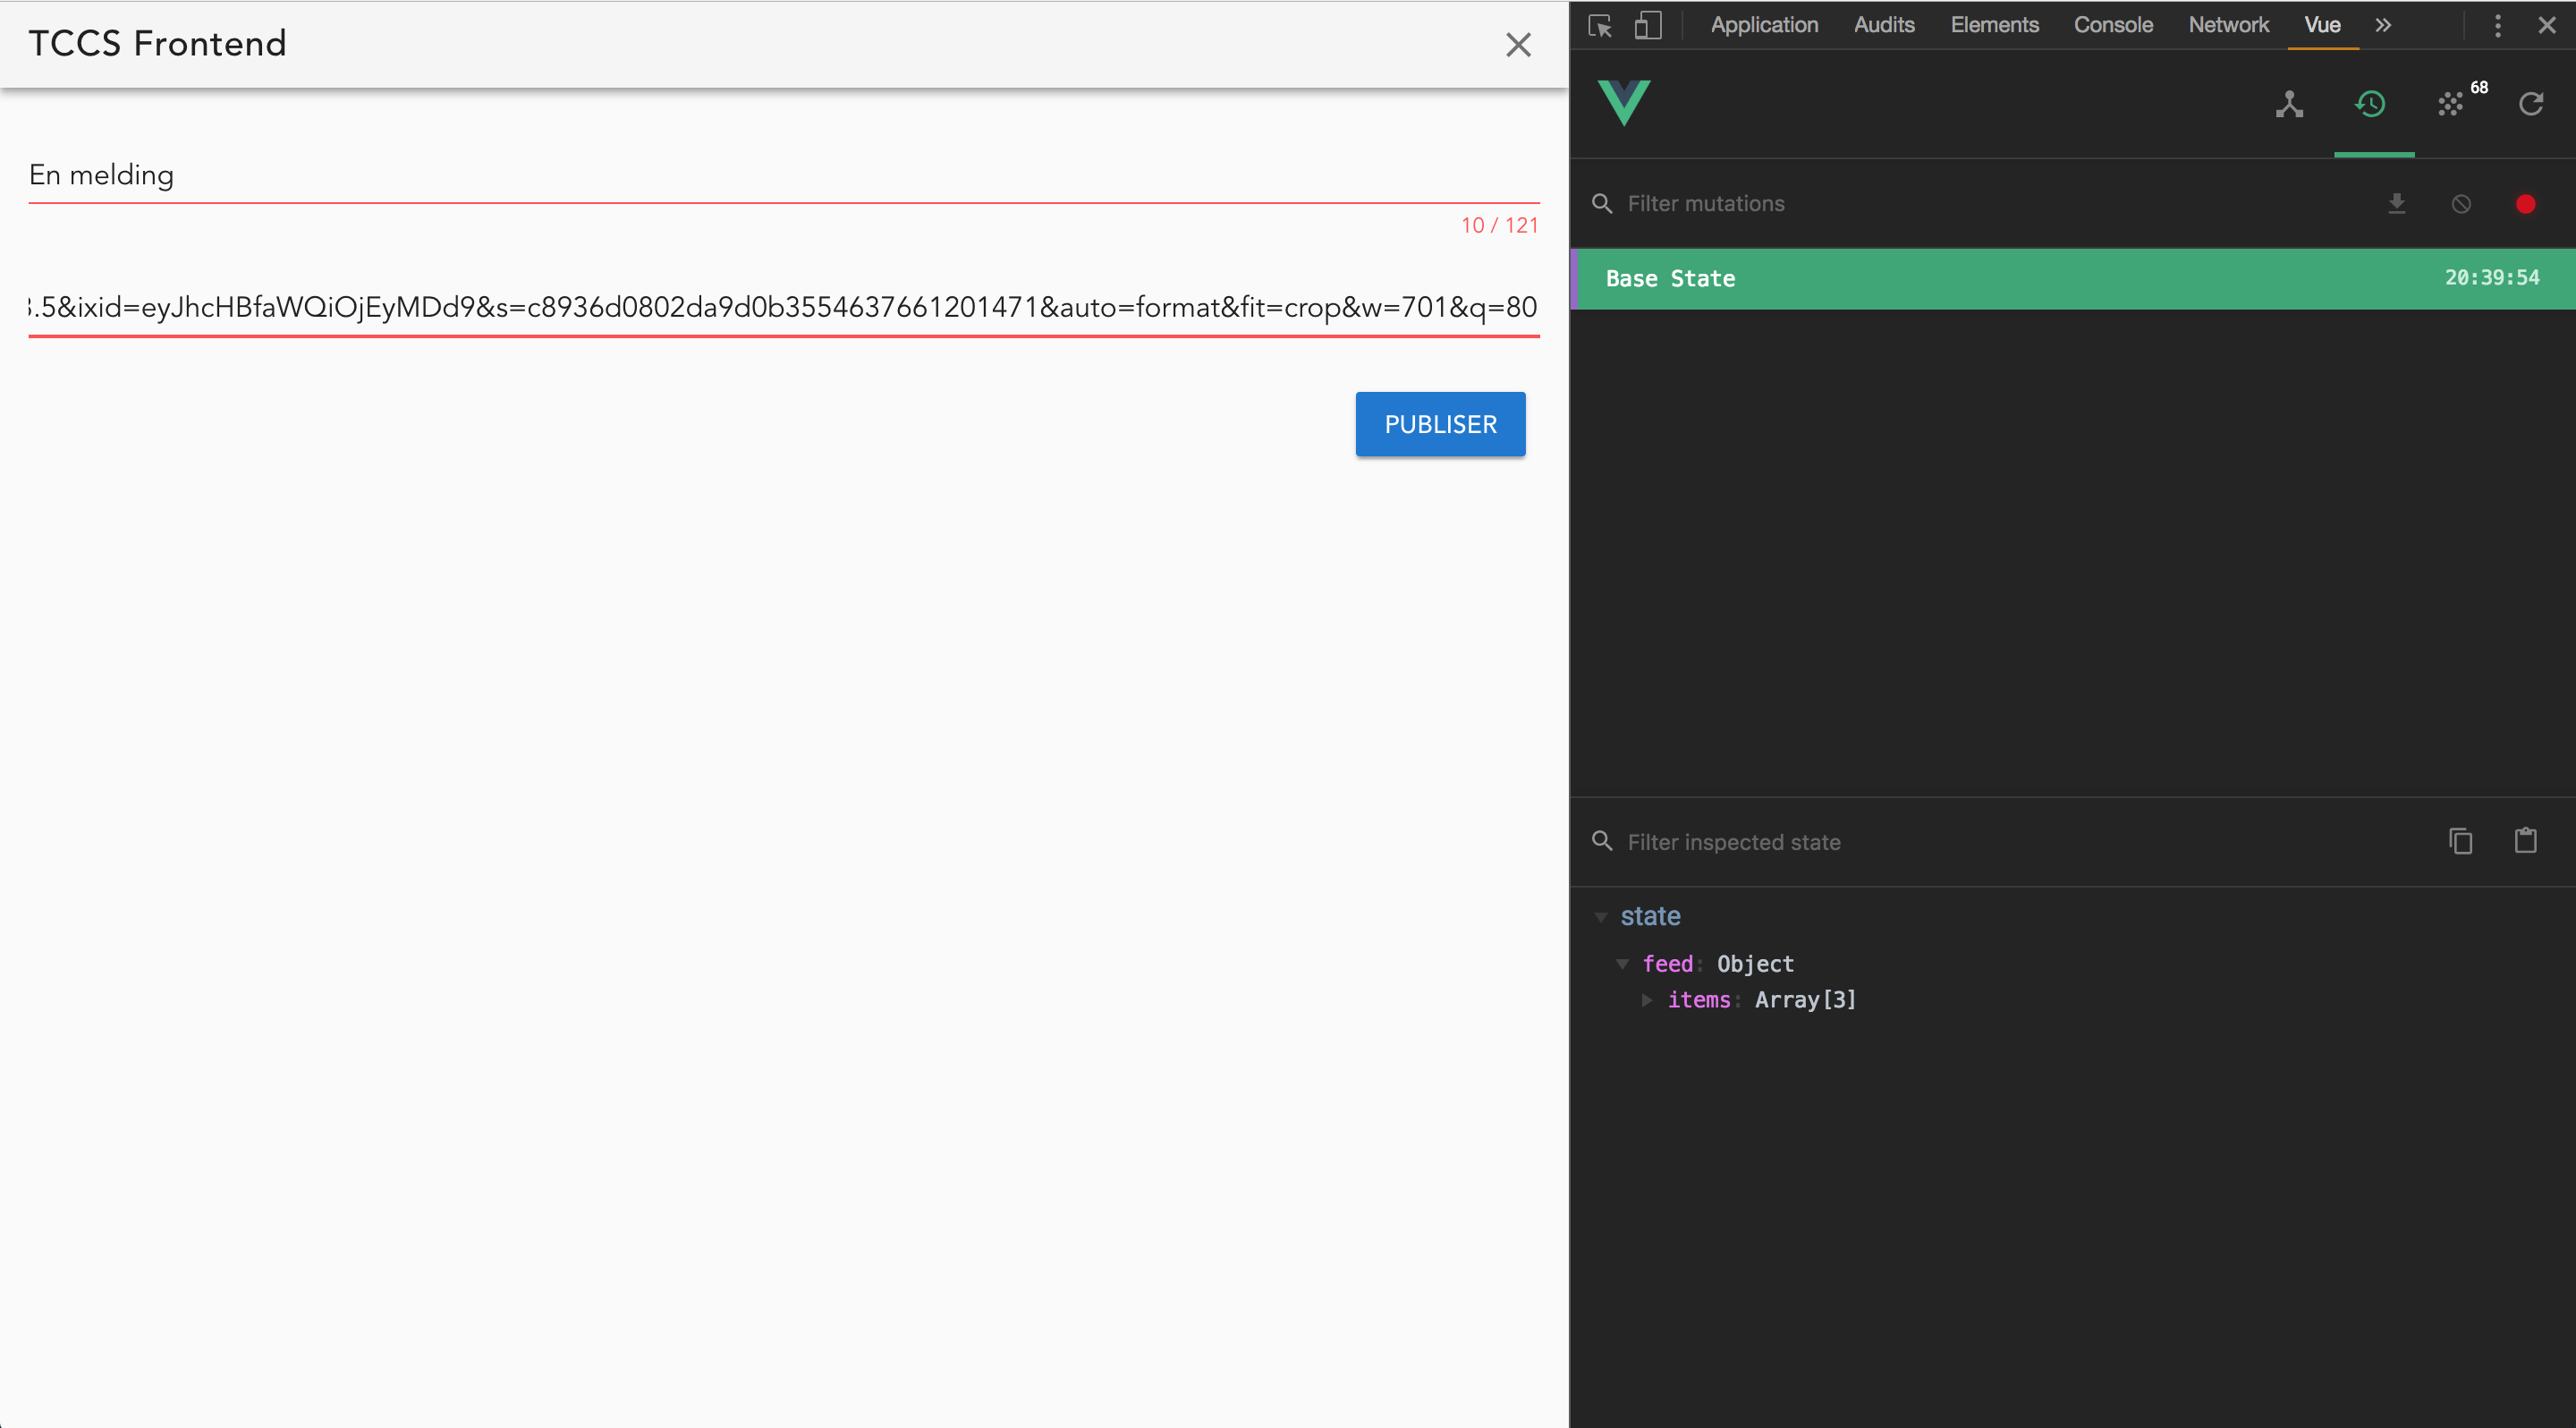 TCCS Frontend
En melding
10 / 121
3.5&ixid=eyJhcHBfaWQiOjEyMDd9&s=c8936d0802da9d0b3554637661201471&auto=format&fit=crop&w=701&q=80
PUBLISER
Application Audits Elements Console Network Vue
68
Filter mutations
Base State 20:39:54
Filter inspected state
state
feed: Object
items: Array[3]